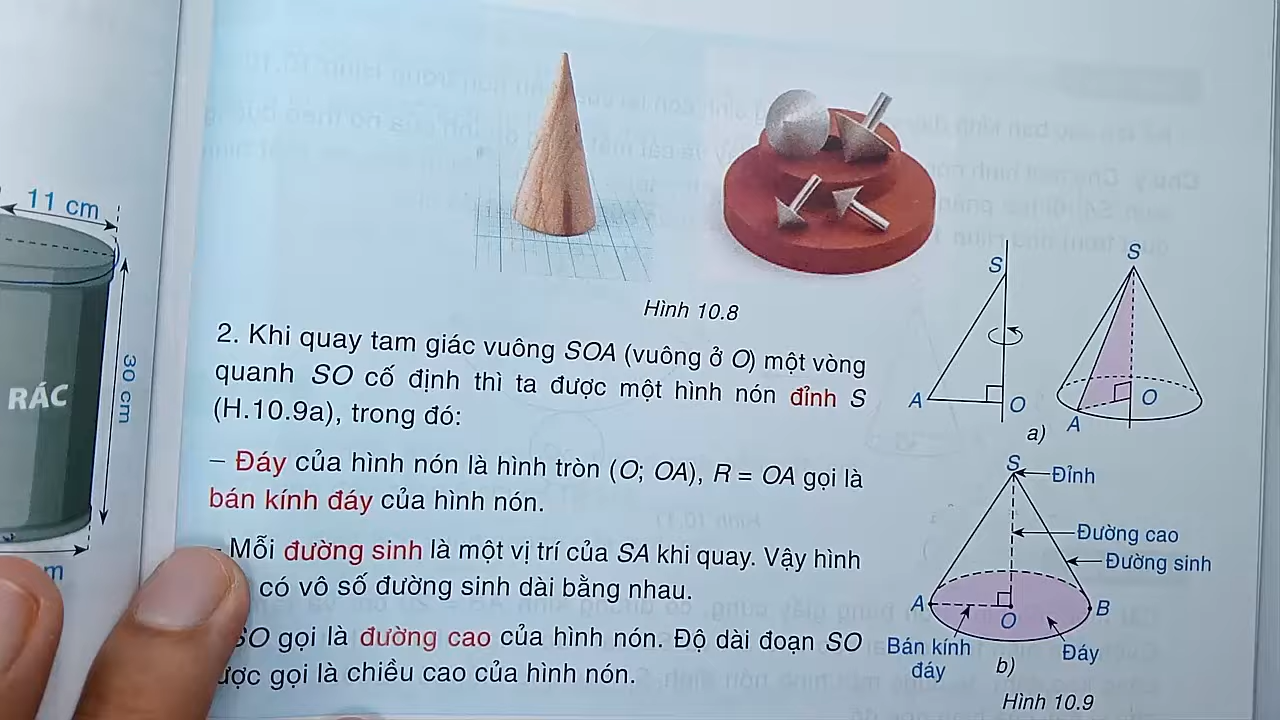 11 cm
30 cm
RÁC
m
Hình 10.8
2. Khi quay tam giác vuông SOA (vuông ở O) một vòng
quanh SO cố định thì ta được một hình nón đỉnh S
(H.10.9a), trong đó:
– Đáy của hình nón là hình tròn (O; OA), R = OA gọi là
bán kính đáy của hình nón.
– Mỗi đường sinh là một vị trí của SA khi quay. Vậy hình
có vô số đường sinh dài bằng nhau.
SO gọi là đường cao của hình nón. Độ dài đoạn SO
gọi là chiều cao của hình nón.
S
A
O
S
O
A
a)
S
Đỉnh
Đường cao
Đường sinh
A
O
B
Bán kính
đáy
Đáy
b)
Hình 10.9